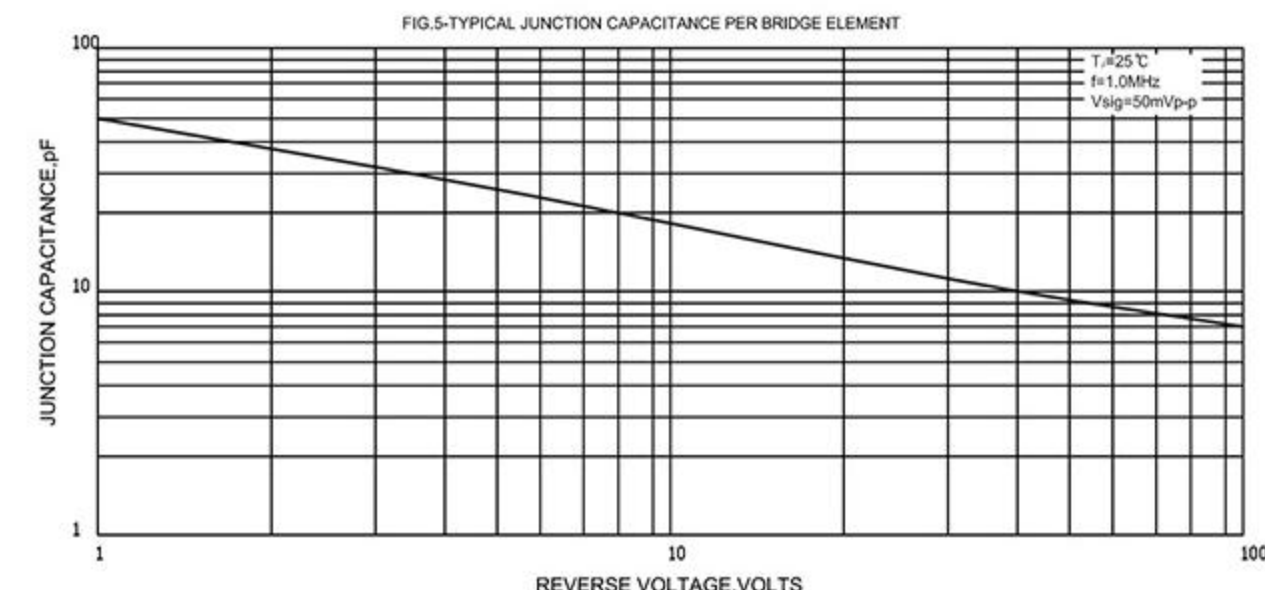 FIG.5-TYPICAL JUNCTION CAPACITANCE PER BRIDGE ELEMENT
100
TJ=25℃
f=1.0MHz
Vsig=50mVp-p
JUNCTION CAPACITANCE,pF
10
1
1
10
100
REVERSE VOLTAGE,VOLTS